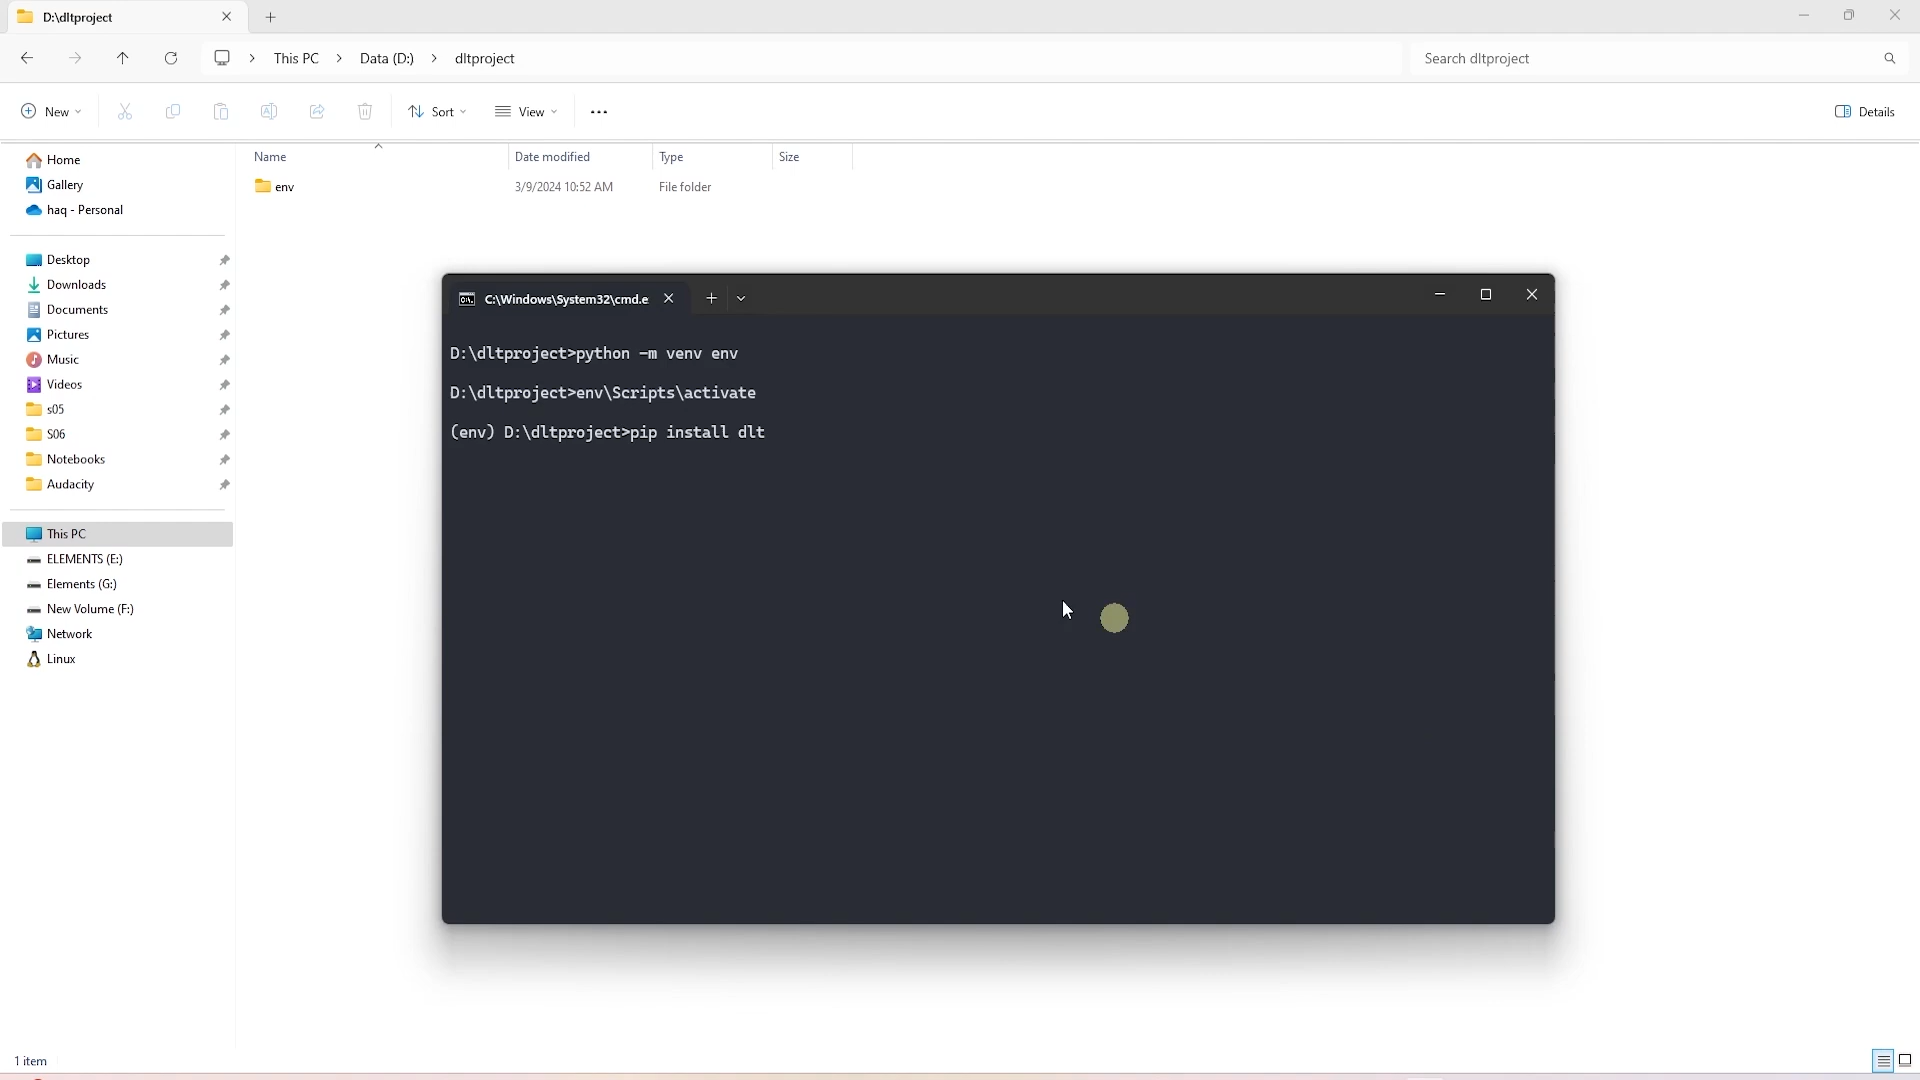 D:\dltproject
This PC
Data (D:)
dltproject
Search dltproject
New
Sort
View
Details
Home
Gallery
haq - Personal
Desktop
Downloads
Documents
Pictures
Music
Videos
s05
S06
Notebooks
Audacity
This PC
ELEMENTS (E:)
Elements (G:)
New Volume (F:)
Network
Linux
Name Date modified Type Size
env 3/9/2024 10:52 AM File folder
C:\Windows\System32\cmd.e
D:\dltproject>python -m venv env
D:\dltproject>env\Scripts\activate
(env) D:\dltproject>pip install dlt
1 item